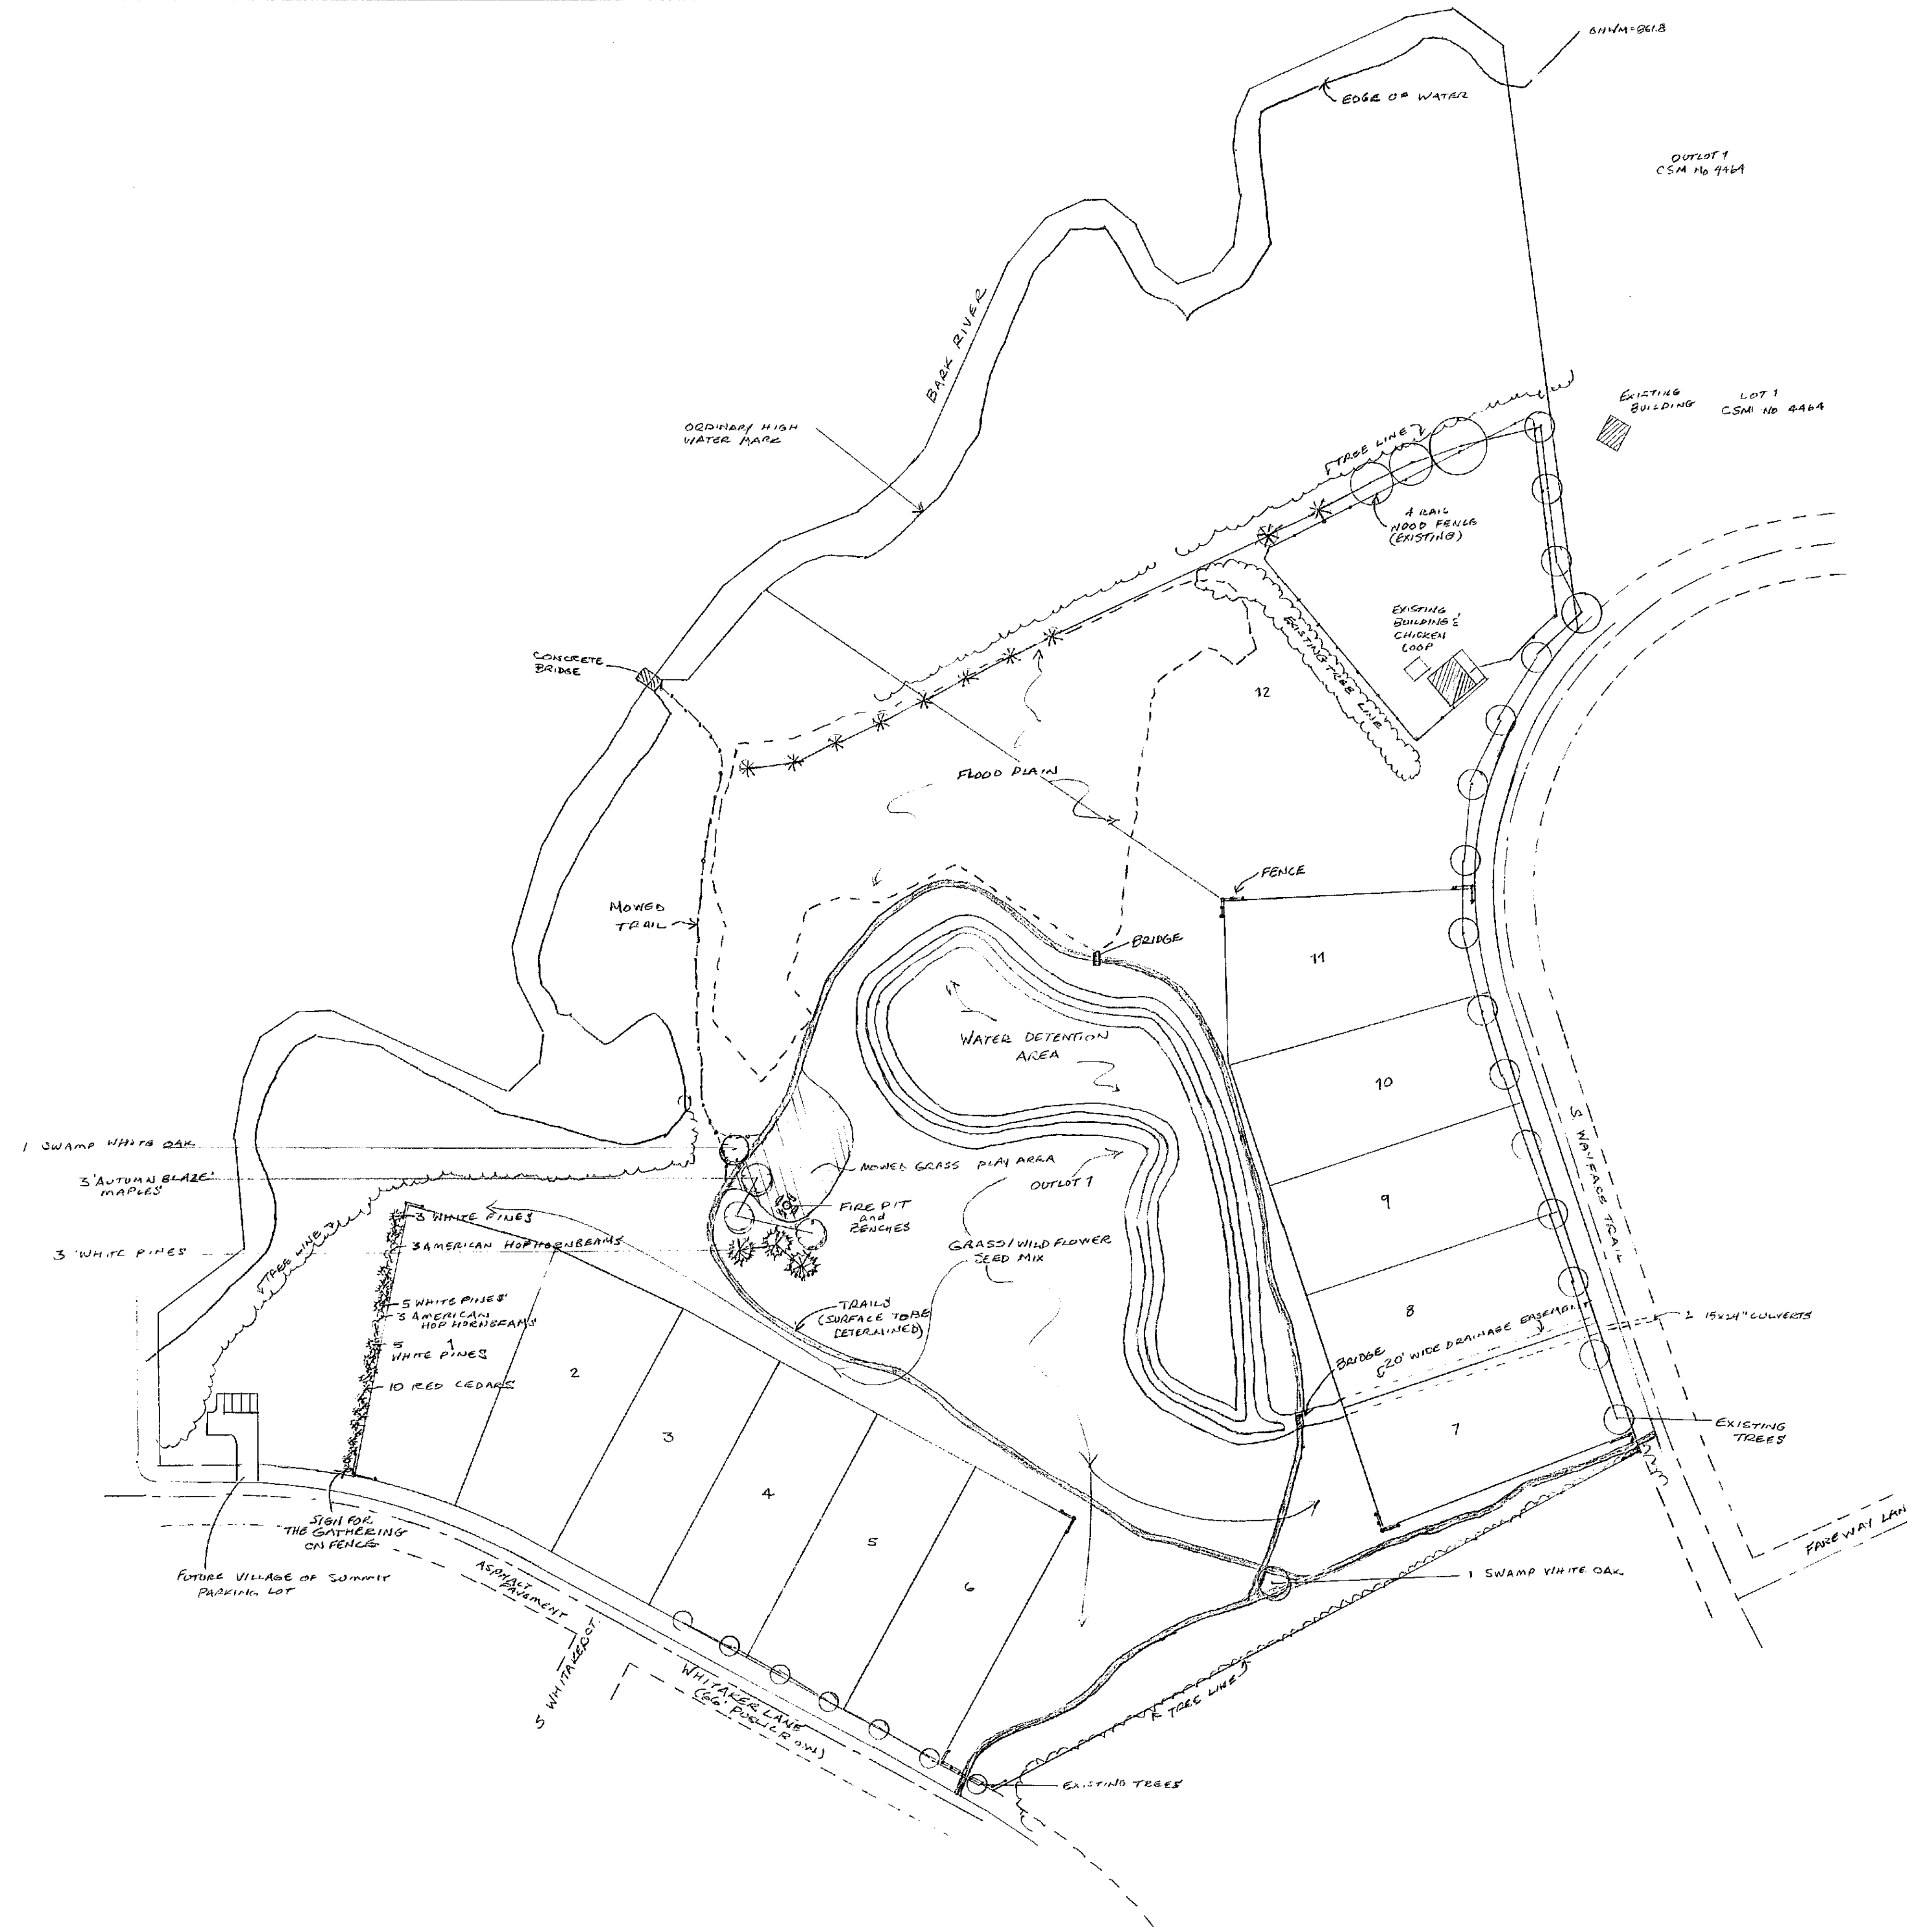 OHWM=861.8
EDGE OF WATER
OUTLOT 1
CSM No 4464
BARK RIVER
EXISTING
BUILDING
LOT 1
CSM No 4464
ORDINARY HIGH
WATER MARK
TREE LINE
4 RAIL
WOOD FENCE
(EXISTING)
EXISTING
BUILDING &
CHICKEN
COOP
EXISTING TREE LINE
CONCRETE
BRIDGE
12
FLOOD PLAIN
FENCE
MOWED
TRAIL
BRIDGE
11
WATER DETENTION
AREA
10
S WAYFACE TRAIL
1 SWAMP WHITE OAK
3 'AUTUMN BLAZE'
MAPLES
MOWED GRASS PLAY AREA
OUTLOT 1
9
3 WHITE PINES
FIRE PIT
and
BENCHES
3 WHITE PINES
3 AMERICAN HOPHORNBEAMS
GRASS/WILDFLOWER
SEED MIX
TREE LINE
5 WHITE PINES
3 AMERICAN
HOP HORNBEAMS
TRAILS
(SURFACE TO BE
DETERMINED)
8
2 15x24" CULVERTS
5
WHITE PINES
1
BRIDGE
20' WIDE DRAINAGE EASEMENT
10 RED CEDARS
2
3
7
EXISTING
TREES
4
5
6
SIGN FOR
THE GATHERING
ON FENCE
FUTURE VILLAGE OF SUMMIT
PARKING LOT
ASPHALT
PAVEMENT
FAREWAY LAN
1 SWAMP WHITE OAK
S WHITAKER CT.
WHITAKER LANE
(66' PUBLIC R.O.W)
TREE LINE
EXISTING TREES